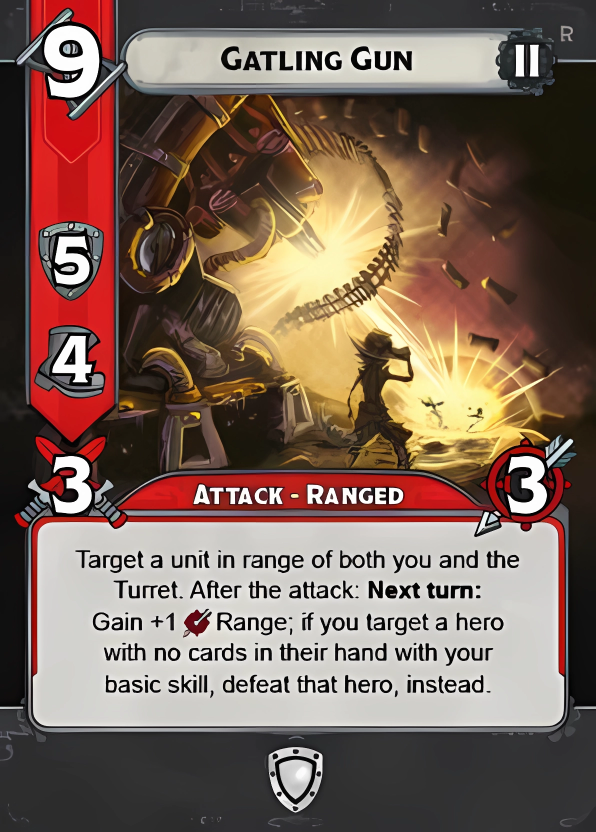 R
9
GATLING GUN
II
5
4
3
ATTACK - RANGED
3
Target a unit in range of both you and the
Turret. After the attack: Next turn:
Gain +1 Range; if you target a hero
with no cards in their hand with your
basic skill, defeat that hero, instead.